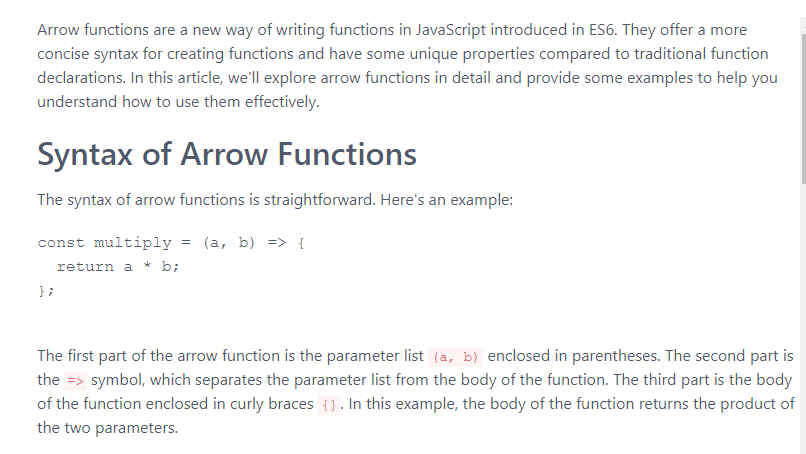 Arrow functions are a new way of writing functions in JavaScript introduced in ES6. They offer a more
concise syntax for creating functions and have some unique properties compared to traditional function
declarations. In this article, we'll explore arrow functions in detail and provide some examples to help you
understand how to use them effectively.
Syntax of Arrow Functions
The syntax of arrow functions is straightforward. Here's an example:
const multiply = (a, b) => {
  return a * b;
};
The first part of the arrow function is the parameter list (a, b) enclosed in parentheses. The second part is
the => symbol, which separates the parameter list from the body of the function. The third part is the body
of the function enclosed in curly braces {}. In this example, the body of the function returns the product of
the two parameters.